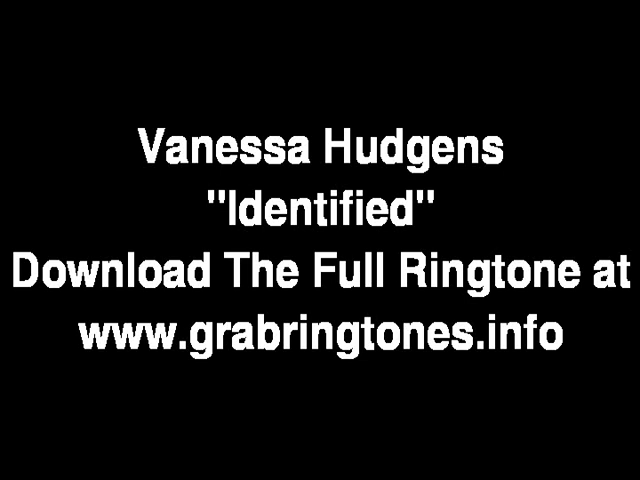 Vanessa Hudgens
"Identified"
Download The Full Ringtone at
www.grabringtones.info